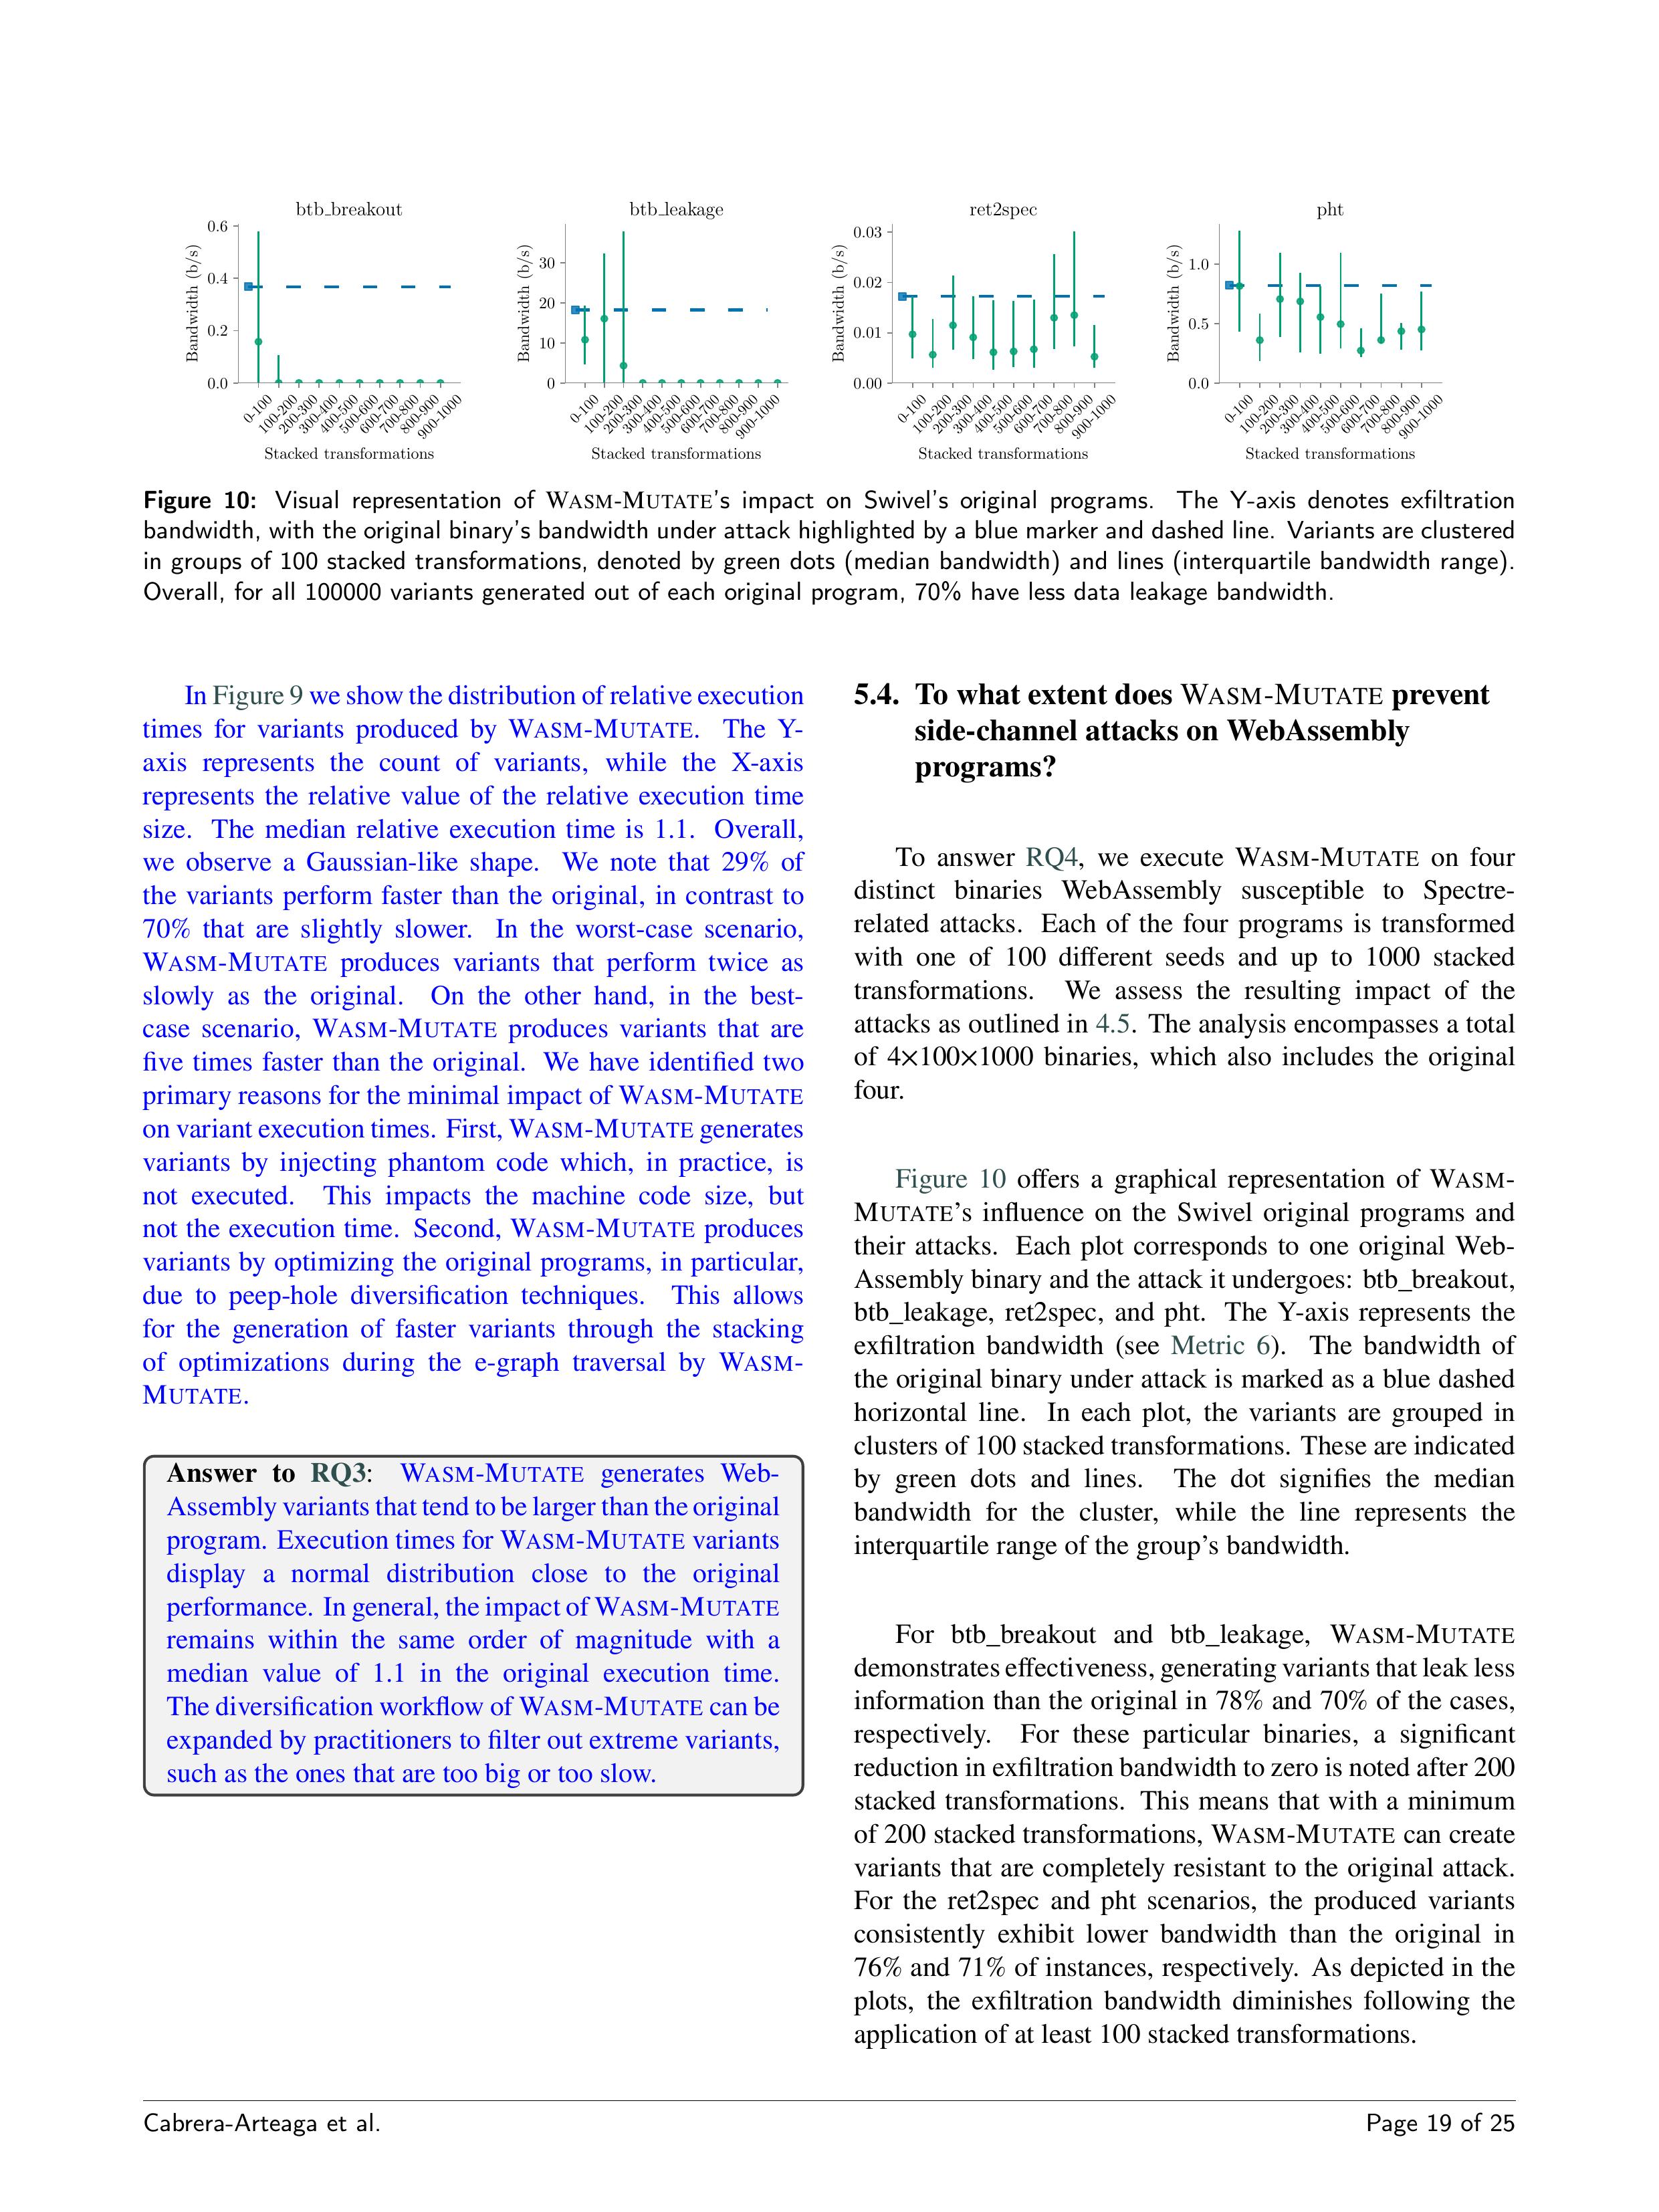 btb_breakout
Bandwidth (b/s)
0.6
0.4
0.2
0.0
0-100
100-200
200-300
300-400
400-500
500-600
600-700
700-800
800-900
900-1000
Stacked transformations
btb_leakage
Bandwidth (b/s)
30
20
10
0
0-100
100-200
200-300
300-400
400-500
500-600
600-700
700-800
800-900
900-1000
Stacked transformations
ret2spec
Bandwidth (b/s)
0.03
0.02
0.01
0.00
0-100
100-200
200-300
300-400
400-500
500-600
600-700
700-800
800-900
900-1000
Stacked transformations
pht
Bandwidth (b/s)
1.0
0.5
0.0
0-100
100-200
200-300
300-400
400-500
500-600
600-700
700-800
800-900
900-1000
Stacked transformations
Figure 10: Visual representation of WASM-MUTATE's impact on Swivel's original programs. The Y-axis denotes exfiltration
bandwidth, with the original binary's bandwidth under attack highlighted by a blue marker and dashed line. Variants are clustered
in groups of 100 stacked transformations, denoted by green dots (median bandwidth) and lines (interquartile bandwidth range).
Overall, for all 100000 variants generated out of each original program, 70% have less data leakage bandwidth.
In Figure 9 we show the distribution of relative execution
times for variants produced by WASM-MUTATE. The Y-
axis represents the count of variants, while the X-axis
represents the relative value of the relative execution time
size. The median relative execution time is 1.1. Overall,
we observe a Gaussian-like shape. We note that 29% of
the variants perform faster than the original, in contrast to
70% that are slightly slower. In the worst-case scenario,
WASM-MUTATE produces variants that perform twice as
slowly as the original. On the other hand, in the best-
case scenario, WASM-MUTATE produces variants that are
five times faster than the original. We have identified two
primary reasons for the minimal impact of WASM-MUTATE
on variant execution times. First, WASM-MUTATE generates
variants by injecting phantom code which, in practice, is
not executed. This impacts the machine code size, but
not the execution time. Second, WASM-MUTATE produces
variants by optimizing the original programs, in particular,
due to peep-hole diversification techniques. This allows
for the generation of faster variants through the stacking
of optimizations during the e-graph traversal by WASM-
MUTATE.
Answer to RQ3: WASM-MUTATE generates Web-
Assembly variants that tend to be larger than the original
program. Execution times for WASM-MUTATE variants
display a normal distribution close to the original
performance. In general, the impact of WASM-MUTATE
remains within the same order of magnitude with a
median value of 1.1 in the original execution time.
The diversification workflow of WASM-MUTATE can be
expanded by practitioners to filter out extreme variants,
such as the ones that are too big or too slow.
5.4. To what extent does WASM-MUTATE prevent
side-channel attacks on WebAssembly
programs?
To answer RQ4, we execute WASM-MUTATE on four
distinct binaries WebAssembly susceptible to Spectre-
related attacks. Each of the four programs is transformed
with one of 100 different seeds and up to 1000 stacked
transformations. We assess the resulting impact of the
attacks as outlined in 4.5. The analysis encompasses a total
of 4×100×1000 binaries, which also includes the original
four.
Figure 10 offers a graphical representation of WASM-
MUTATE's influence on the Swivel original programs and
their attacks. Each plot corresponds to one original Web-
Assembly binary and the attack it undergoes: btb_breakout,
btb_leakage, ret2spec, and pht. The Y-axis represents the
exfiltration bandwidth (see Metric 6). The bandwidth of
the original binary under attack is marked as a blue dashed
horizontal line. In each plot, the variants are grouped in
clusters of 100 stacked transformations. These are indicated
by green dots and lines. The dot signifies the median
bandwidth for the cluster, while the line represents the
interquartile range of the group's bandwidth.
For btb_breakout and btb_leakage, WASM-MUTATE
demonstrates effectiveness, generating variants that leak less
information than the original in 78% and 70% of the cases,
respectively. For these particular binaries, a significant
reduction in exfiltration bandwidth to zero is noted after 200
stacked transformations. This means that with a minimum
of 200 stacked transformations, WASM-MUTATE can create
variants that are completely resistant to the original attack.
For the ret2spec and pht scenarios, the produced variants
consistently exhibit lower bandwidth than the original in
76% and 71% of instances, respectively. As depicted in the
plots, the exfiltration bandwidth diminishes following the
application of at least 100 stacked transformations.
Cabrera-Arteaga et al.
Page 19 of 25